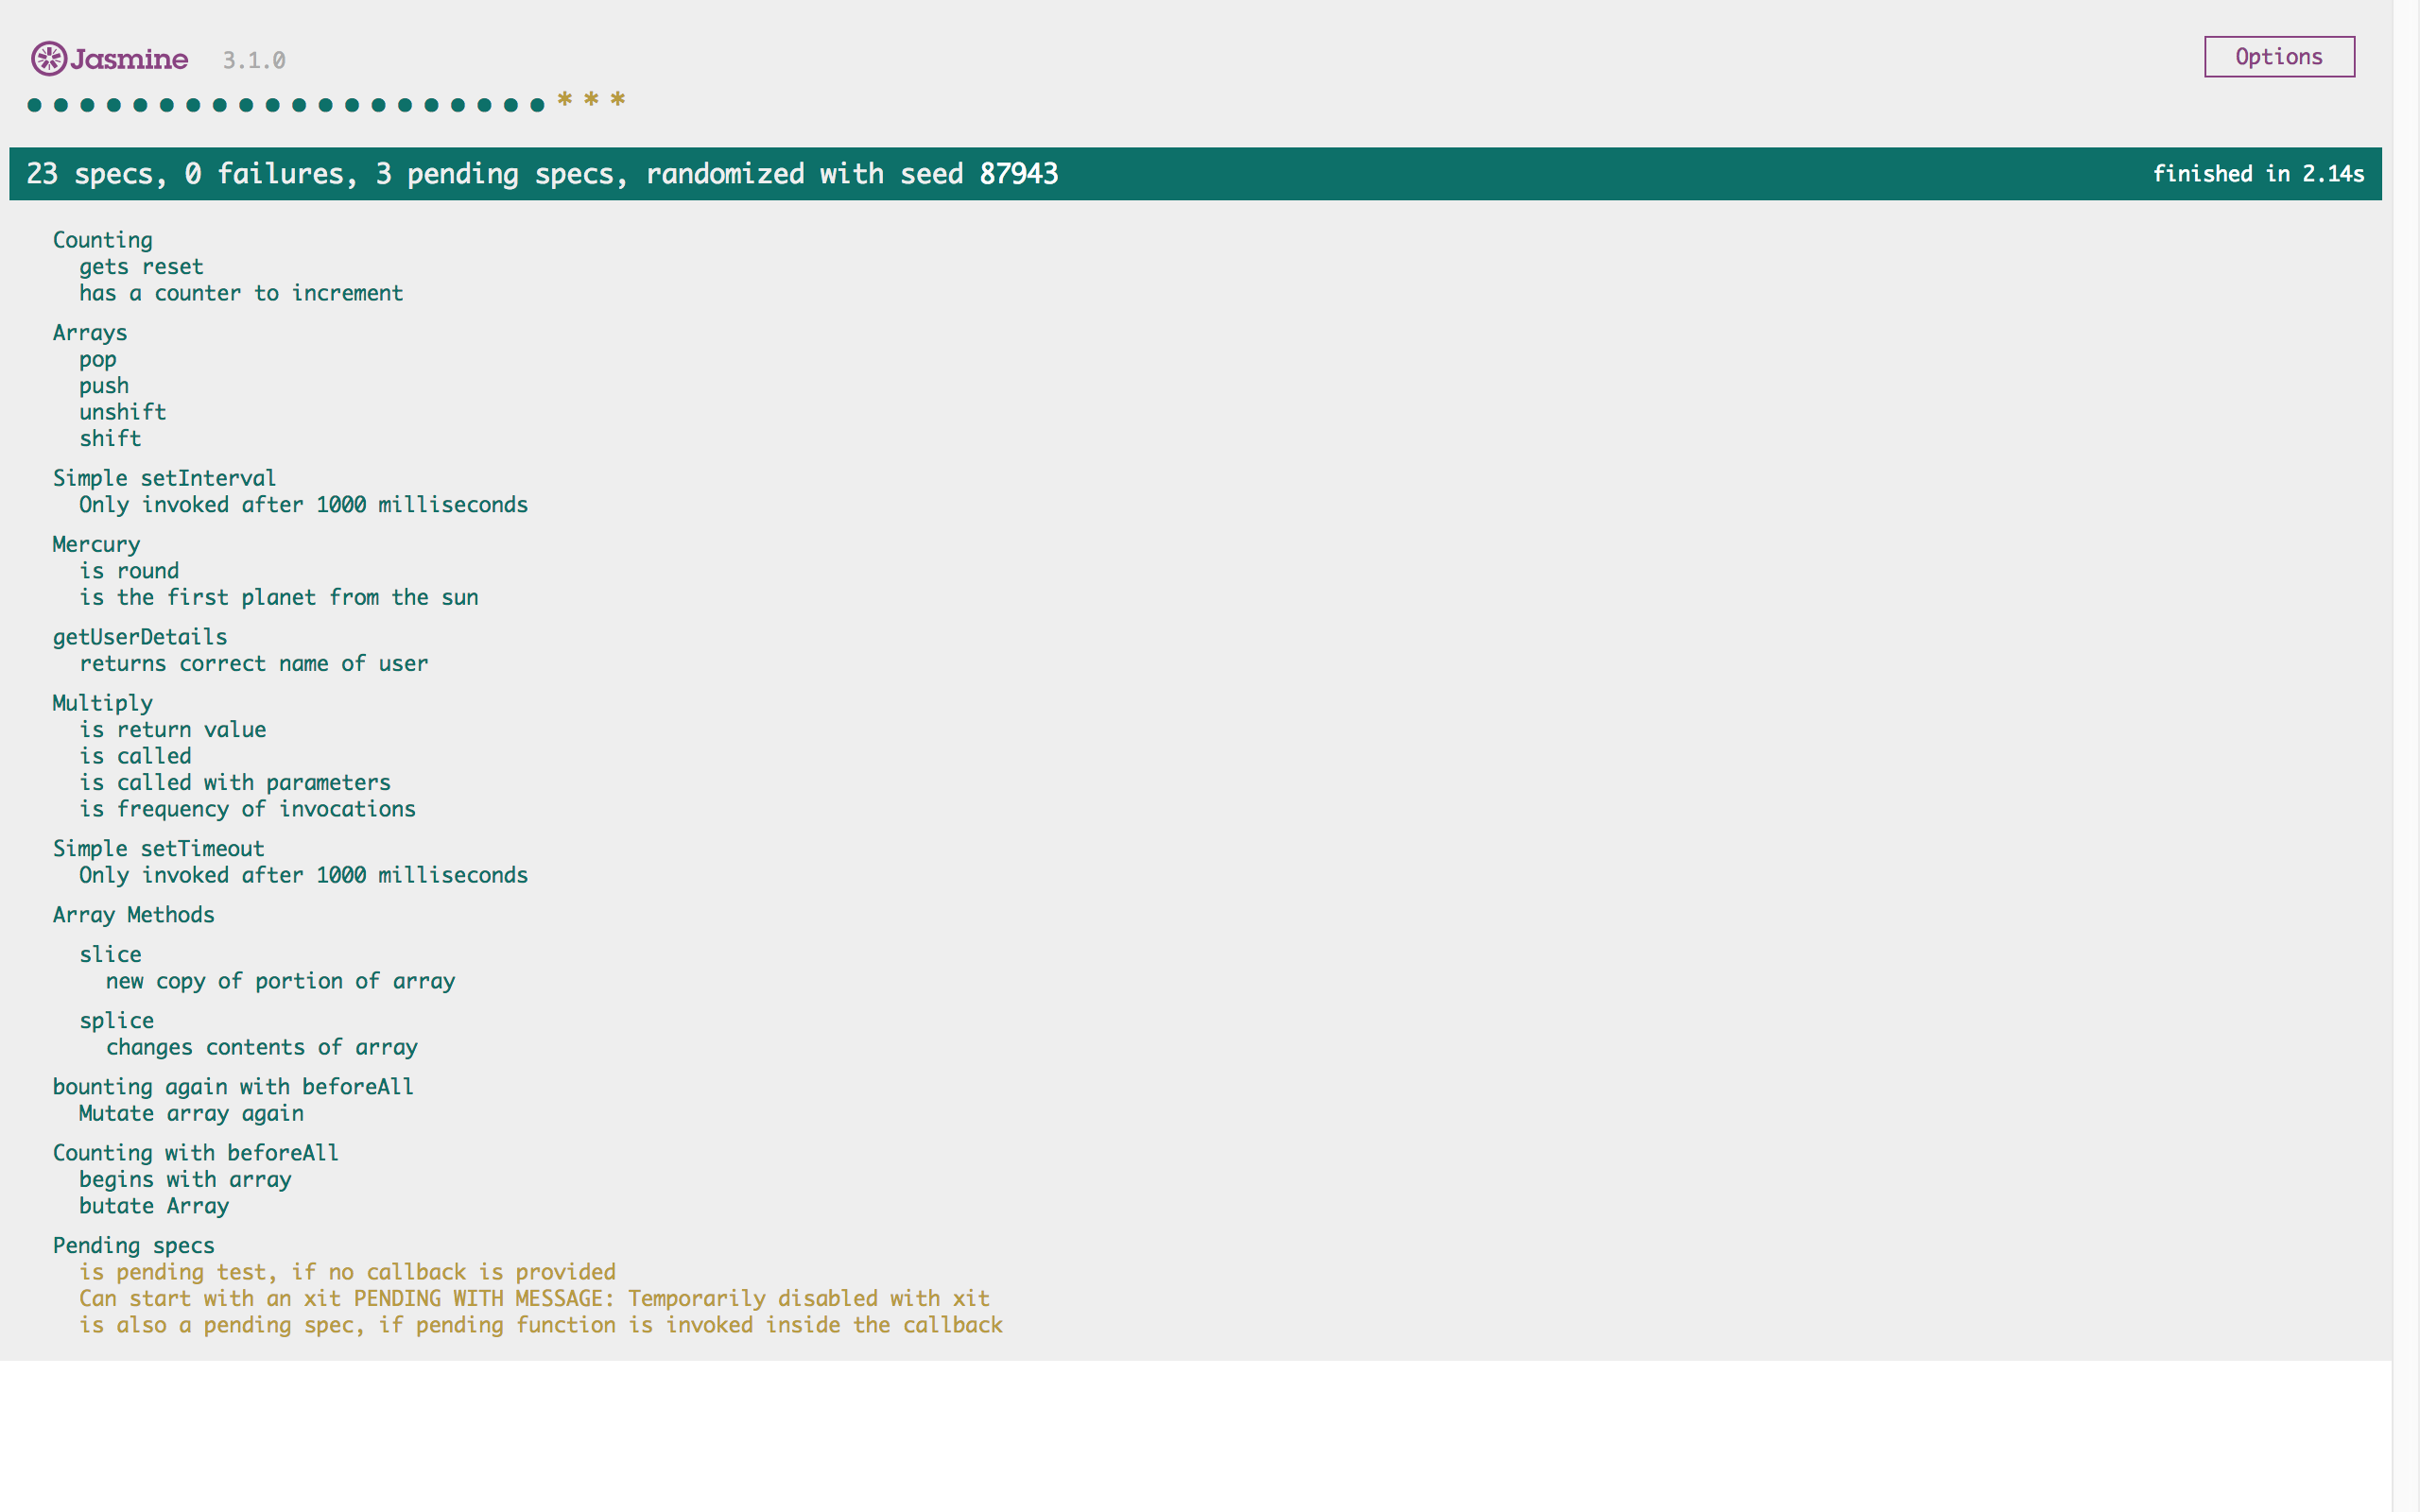 Jasmine 3.1.0 Options
••••••••••••••••••••***
23 specs, 0 failures, 3 pending specs, randomized with seed 87943 finished in 2.14s
Counting
gets reset
has a counter to increment
Arrays
pop
push
unshift
shift
Simple setInterval
Only invoked after 1000 milliseconds
Mercury
is round
is the first planet from the sun
getUserDetails
returns correct name of user
Multiply
is return value
is called
is called with parameters
is frequency of invocations
Simple setTimeout
Only invoked after 1000 milliseconds
Array Methods
slice
new copy of portion of array
splice
changes contents of array
bounting again with beforeAll
Mutate array again
Counting with beforeAll
begins with array
butate Array
Pending specs
is pending test, if no callback is provided
Can start with an xit PENDING WITH MESSAGE: Temporarily disabled with xit
is also a pending spec, if pending function is invoked inside the callback